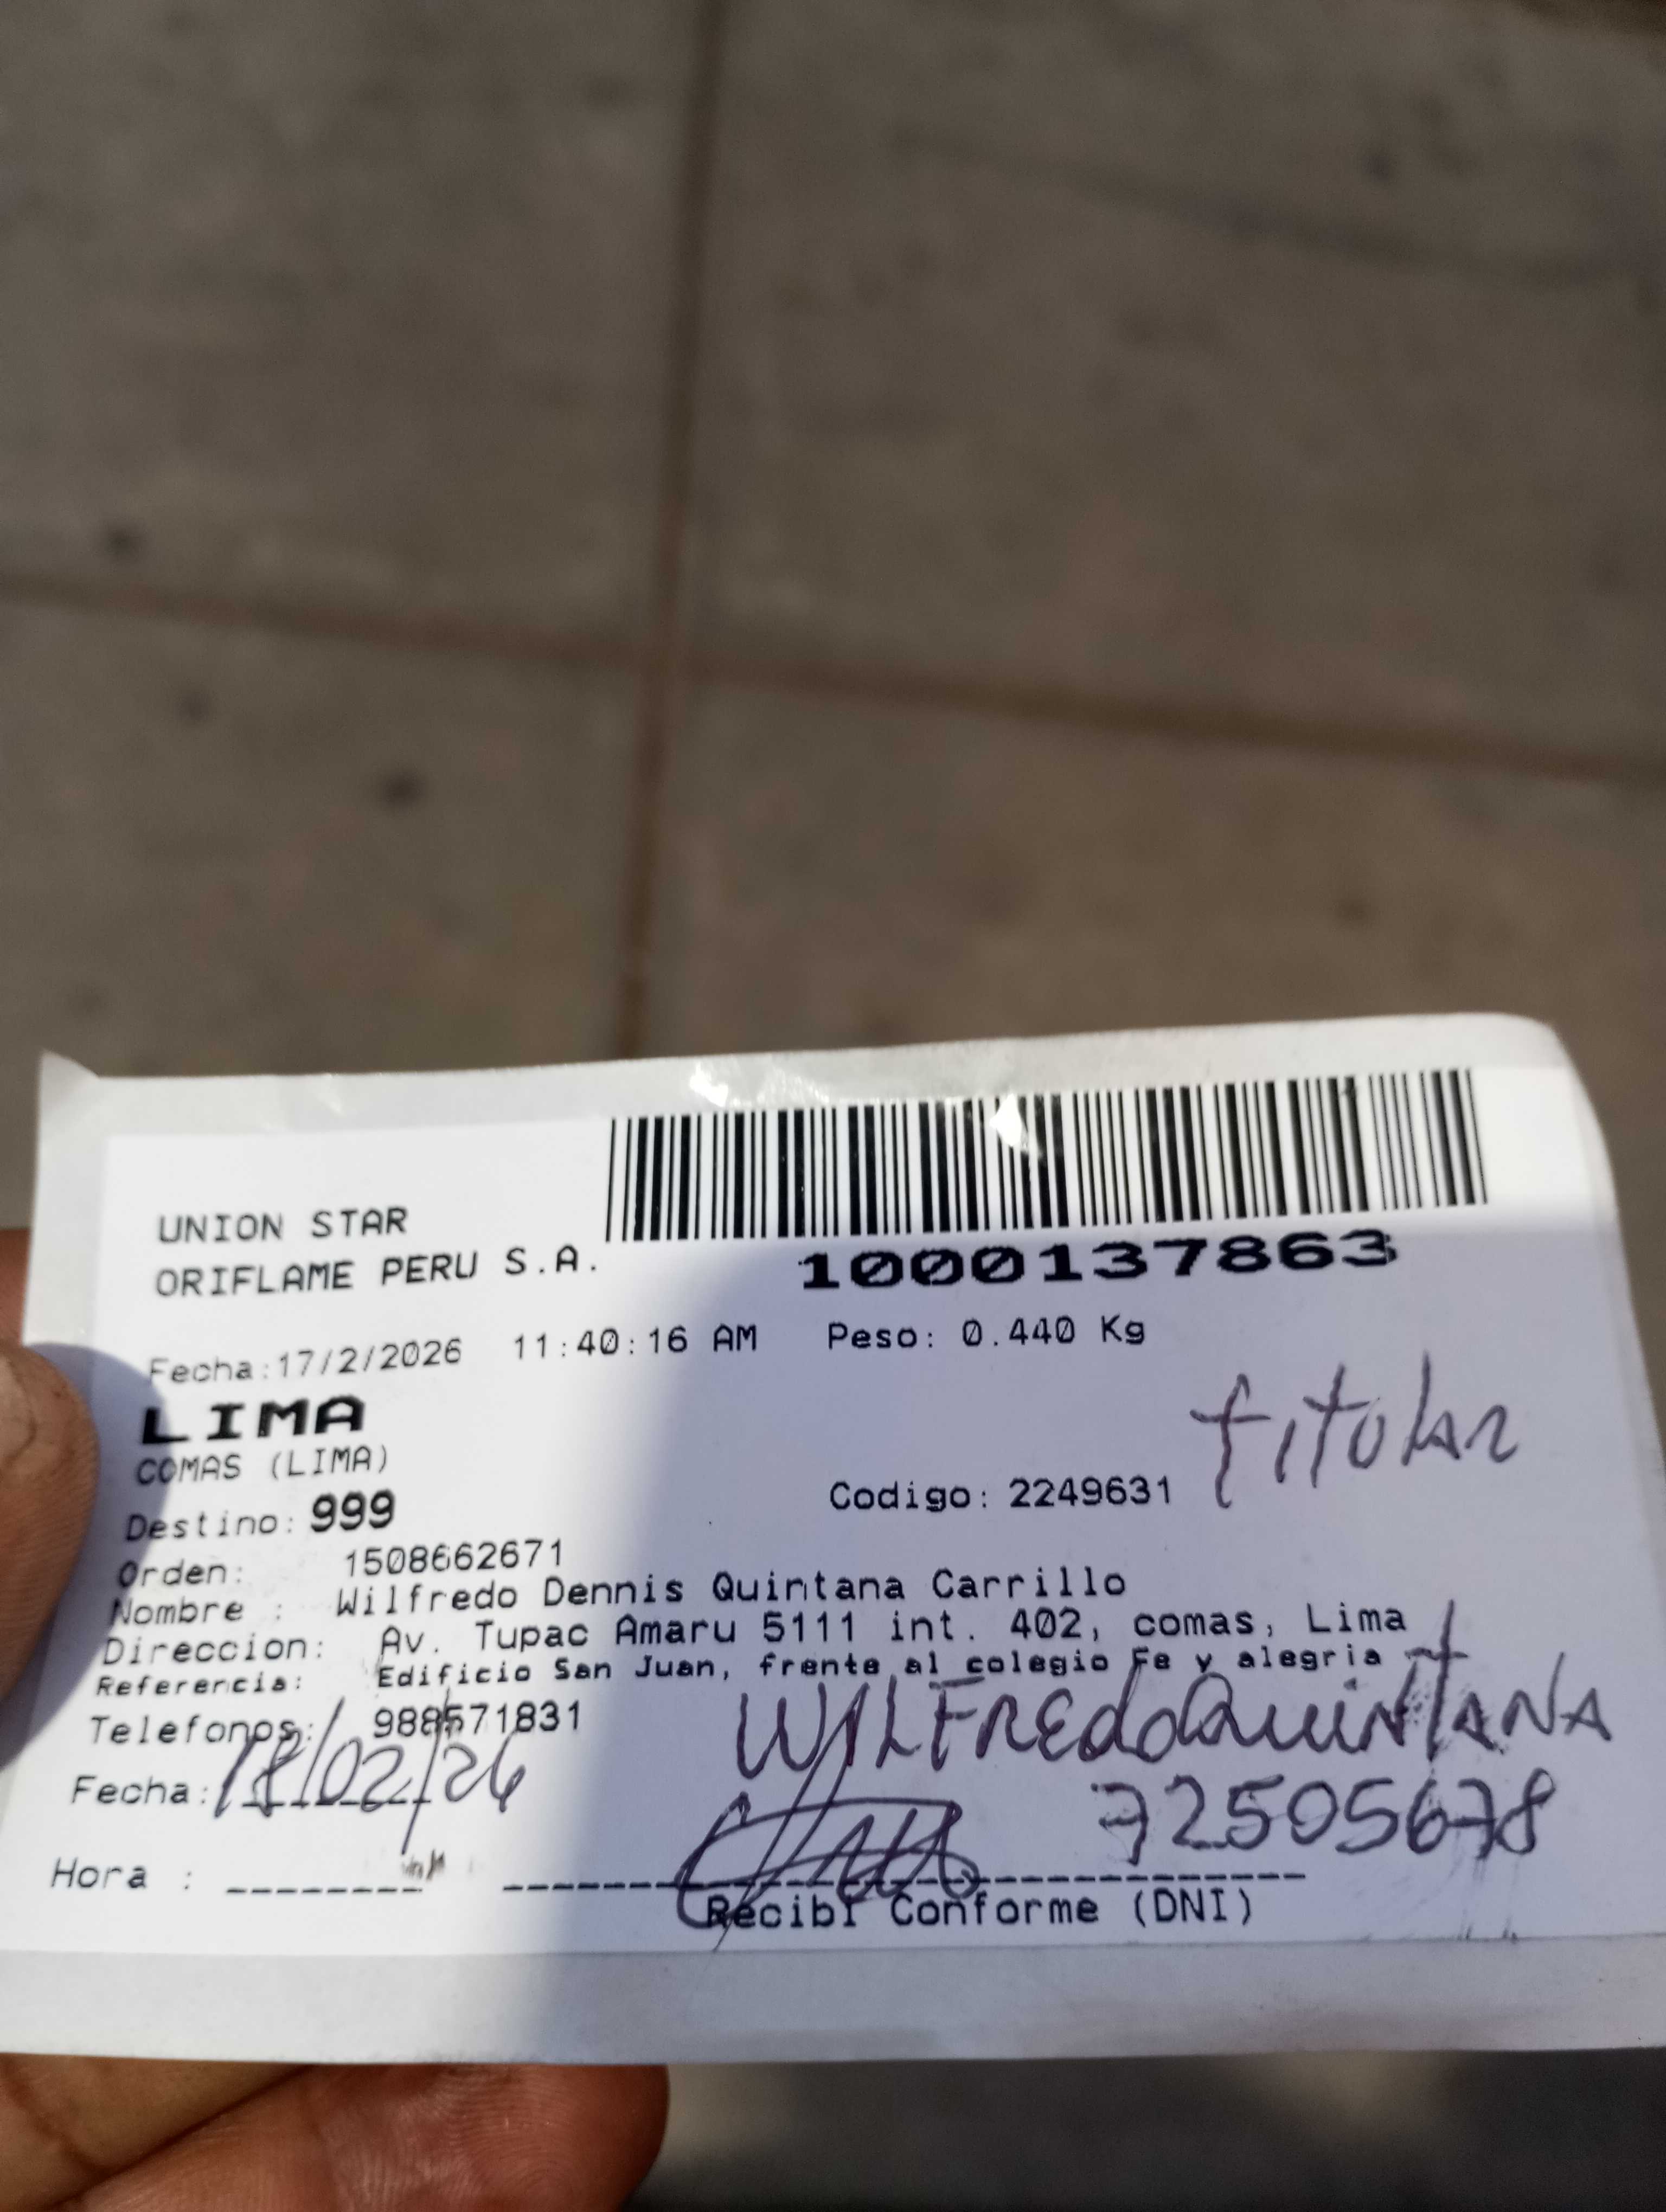 UNION STAR
ORIFLAME PERU S.A.
1000137863
Fecha:17/2/2026 11:40:16 AM Peso: 0.440 Kg
LIMA
COMAS (LIMA)
titular
Destino: 999
Codigo: 2249631
Orden: 1508662671
Nombre : Wilfredo Dennis Quintana Carrillo
Direccion: Av. Tupac Amaru 5111 int. 402, comas, Lima
Referencia: Edificio San Juan, frente al colegio Fe y alegria
Telefonos: 988571831
WILFREdO QuiNTANA
Fecha: 18/02/26
72505678
Hora :
Recibi Conforme (DNI)